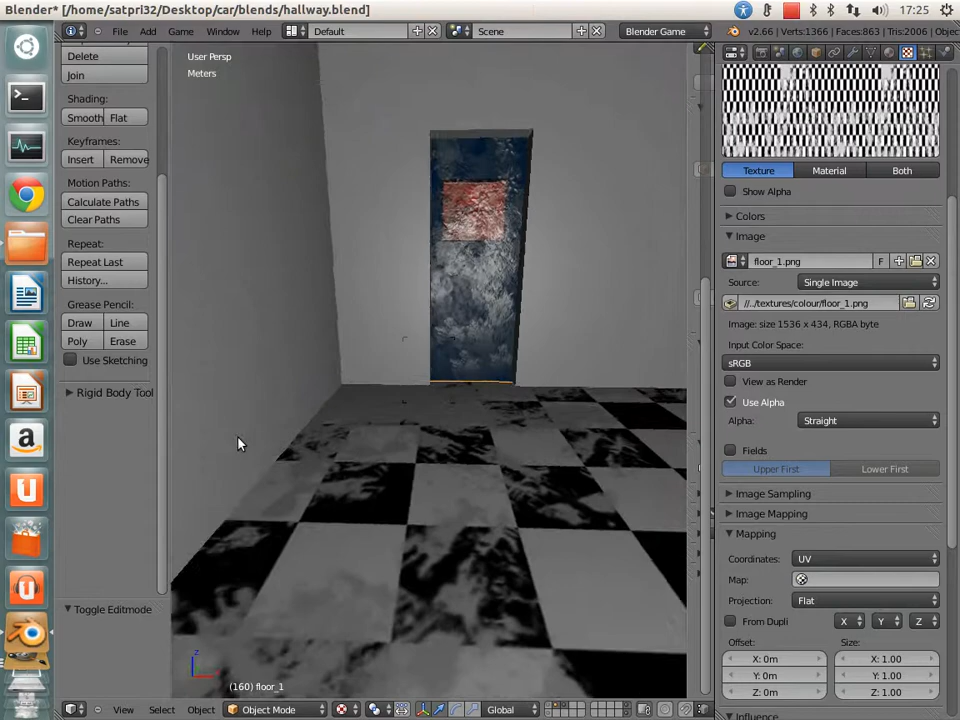 Blender* [/home/satpri32/Desktop/car/blends/hallway.blend]
17:25
File Add Game Window Help
Default
Scene
Blender Game
v2.66 | Verts:1366 | Faces:863 | Tris:2006 | Objec
Delete
Join
Shading:
Smooth Flat
Keyframes:
Insert Remove
Motion Paths:
Calculate Paths
Clear Paths
Repeat:
Repeat Last
History...
Grease Pencil:
Draw Line
Poly Erase
Use Sketching
Rigid Body Tool
Toggle Editmode
User Persp
Meters
(160) floor_1
View Select Object
Object Mode
Global
Texture Material Both
Show Alpha
Colors
Image
floor_1.png
F
Source: Single Image
//../textures/colour/floor_1.png
Image: size 1536 x 434, RGBA byte
Input Color Space:
sRGB
View as Render
Use Alpha
Alpha: Straight
Fields
Upper First Lower First
Image Sampling
Image Mapping
Mapping
Coordinates: UV
Map:
Projection: Flat
From Dupli X Y Z
Offset: Size:
X: 0m X: 1.00
Y: 0m Y: 1.00
Z: 0m Z: 1.00
Influence